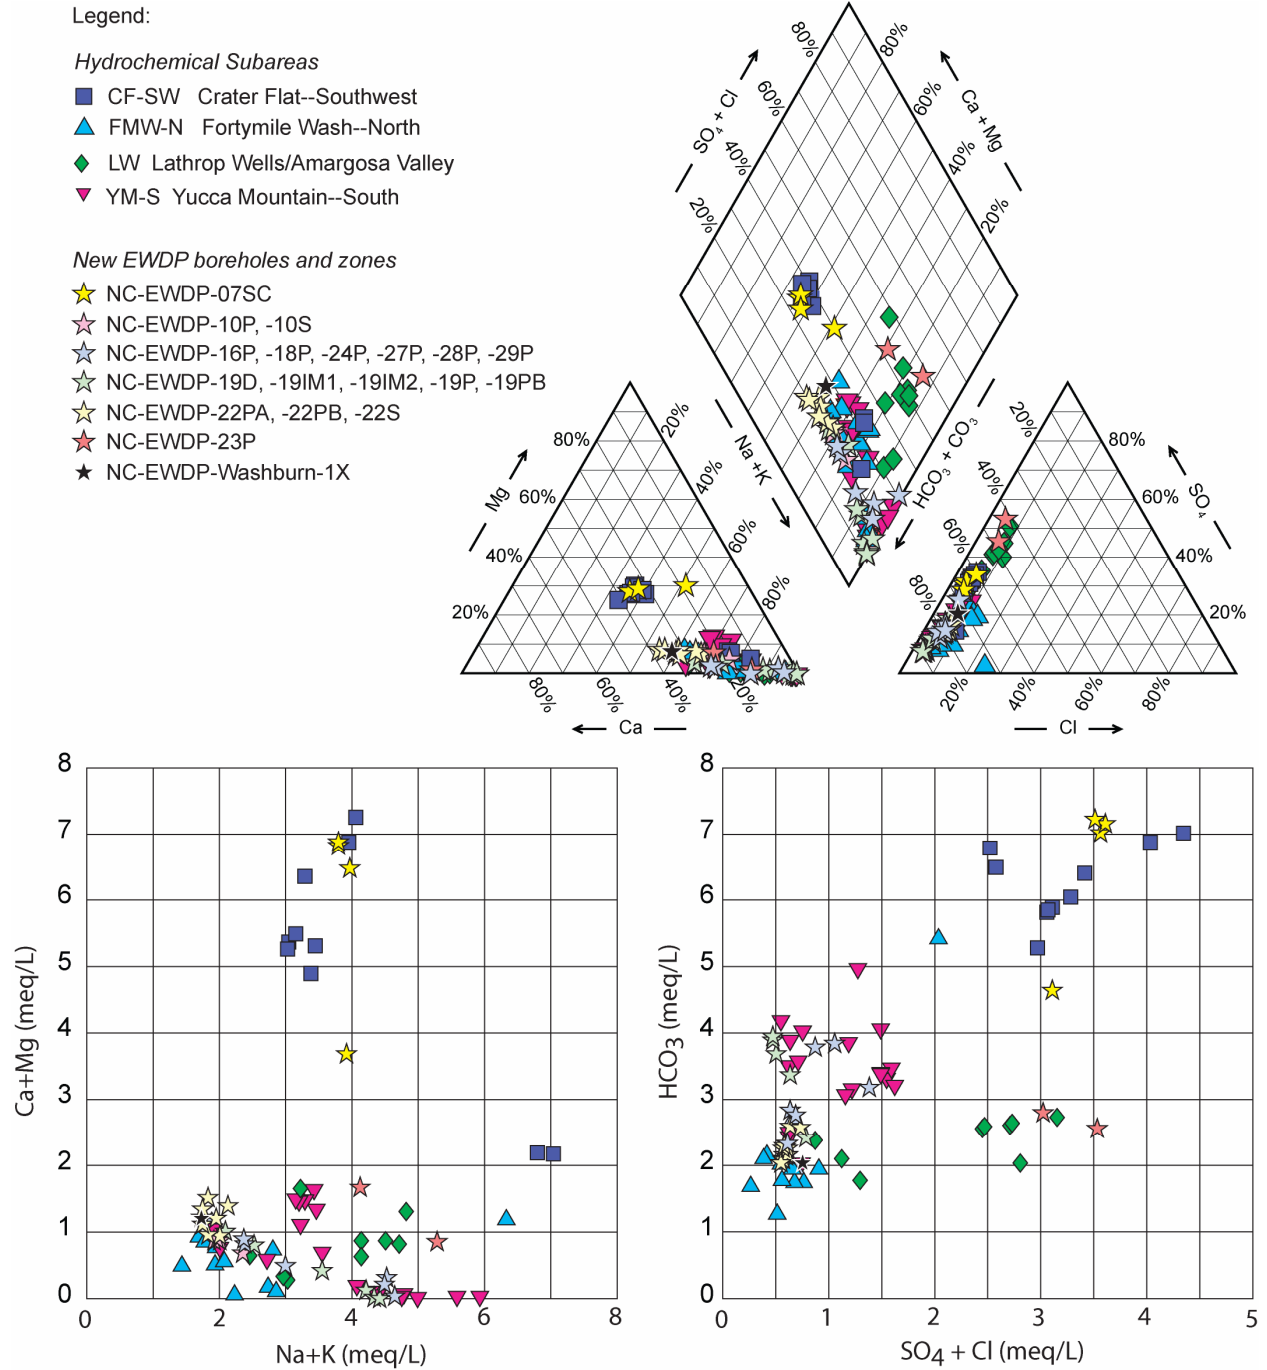 Legend:
Hydrochemical Subareas
CF-SW Crater Flat--Southwest
FMW-N Fortymile Wash--North
LW Lathrop Wells/Amargosa Valley
YM-S Yucca Mountain--South
New EWDP boreholes and zones
NC-EWDP-07SC
NC-EWDP-10P, -10S
NC-EWDP-16P, -18P, -24P, -27P, -28P, -29P
NC-EWDP-19D, -19IM1, -19IM2, -19P, -19PB
NC-EWDP-22PA, -22PB, -22S
NC-EWDP-23P
NC-EWDP-Washburn-1X
80%
60%
40%
20%
SO4 + Cl
80%
60%
40%
20%
Ca + Mg
Na +K
HCO3 + CO3
80%
60%
40%
20%
Mg
20%
40%
60%
80%
80%
60%
40%
20%
Ca
20%
40%
60%
80%
80%
60%
40%
20%
SO4
20%
40%
60%
80%
Cl
8
7
6
5
4
3
2
1
0
Ca+Mg (meq/L)
0 2 4 6 8
Na+K (meq/L)
8
7
6
5
4
3
2
1
0
HCO3 (meq/L)
0 1 2 3 4 5
SO4 + Cl (meq/L)